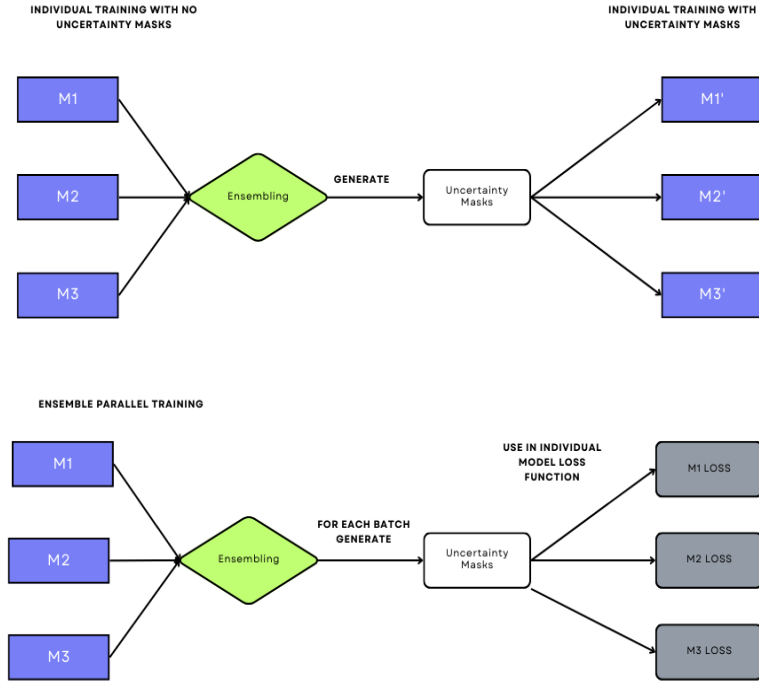 INDIVIDUAL TRAINING WITH NO
UNCERTAINTY MASKS
INDIVIDUAL TRAINING WITH
UNCERTAINTY MASKS
M1
M1'
GENERATE
M2
Ensembling
Uncertainty
Masks
M2'
M3
M3'
ENSEMBLE PARALLEL TRAINING
M1
USE IN INDIVIDUAL
MODEL LOSS
FUNCTION
M1 LOSS
FOR EACH BATCH
GENERATE
M2
Ensembling
Uncertainty
Masks
M2 LOSS
M3
M3 LOSS